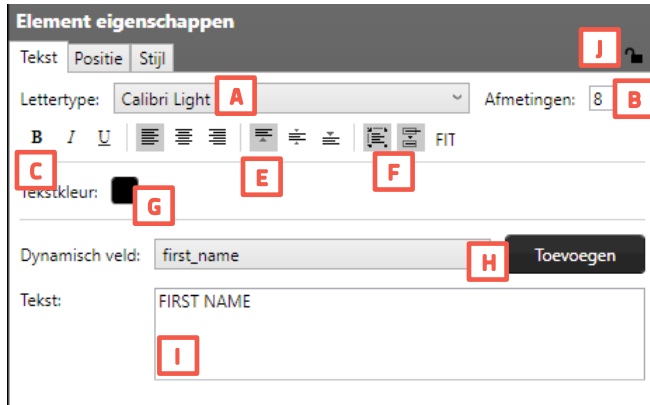 Element eigenschappen
Tekst Positie Stijl J
Lettertype: Calibri Light A Afmetingen: 8 B
B I U FIT
C E F
Tekstkleur: G
Dynamisch veld: first_name H Toevoegen
Tekst: FIRST NAME
I